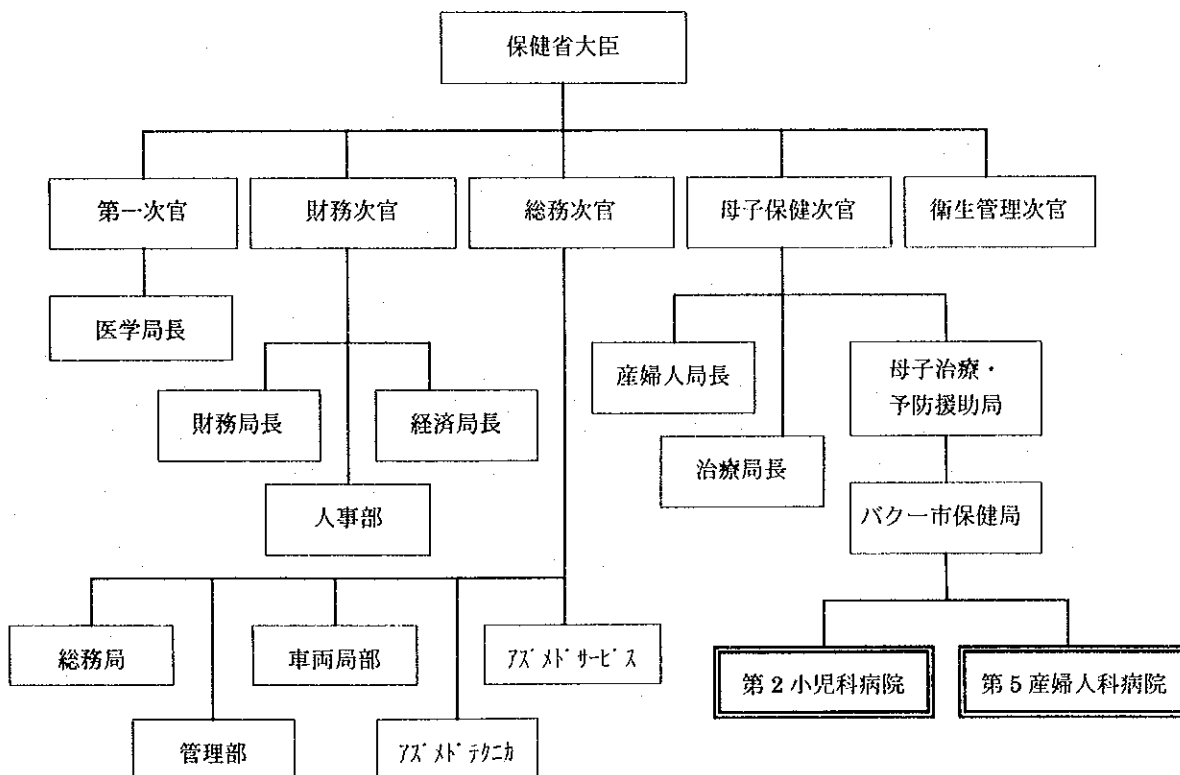 保健省大臣
第一次官
財務次官
総務次官
母子保健次官
衛生管理次官
医学局長
産婦人局長
母子治療・
予防援助局
財務局長
経済局長
治療局長
人事部
バクー市保健局
総務局
車両局部
ｱｽﾞﾒﾄﾞｻｰﾋﾞｽ
第2小児科病院
第5産婦人科病院
管理部
ｱｽﾞﾒﾄﾞﾃｸﾆｶ